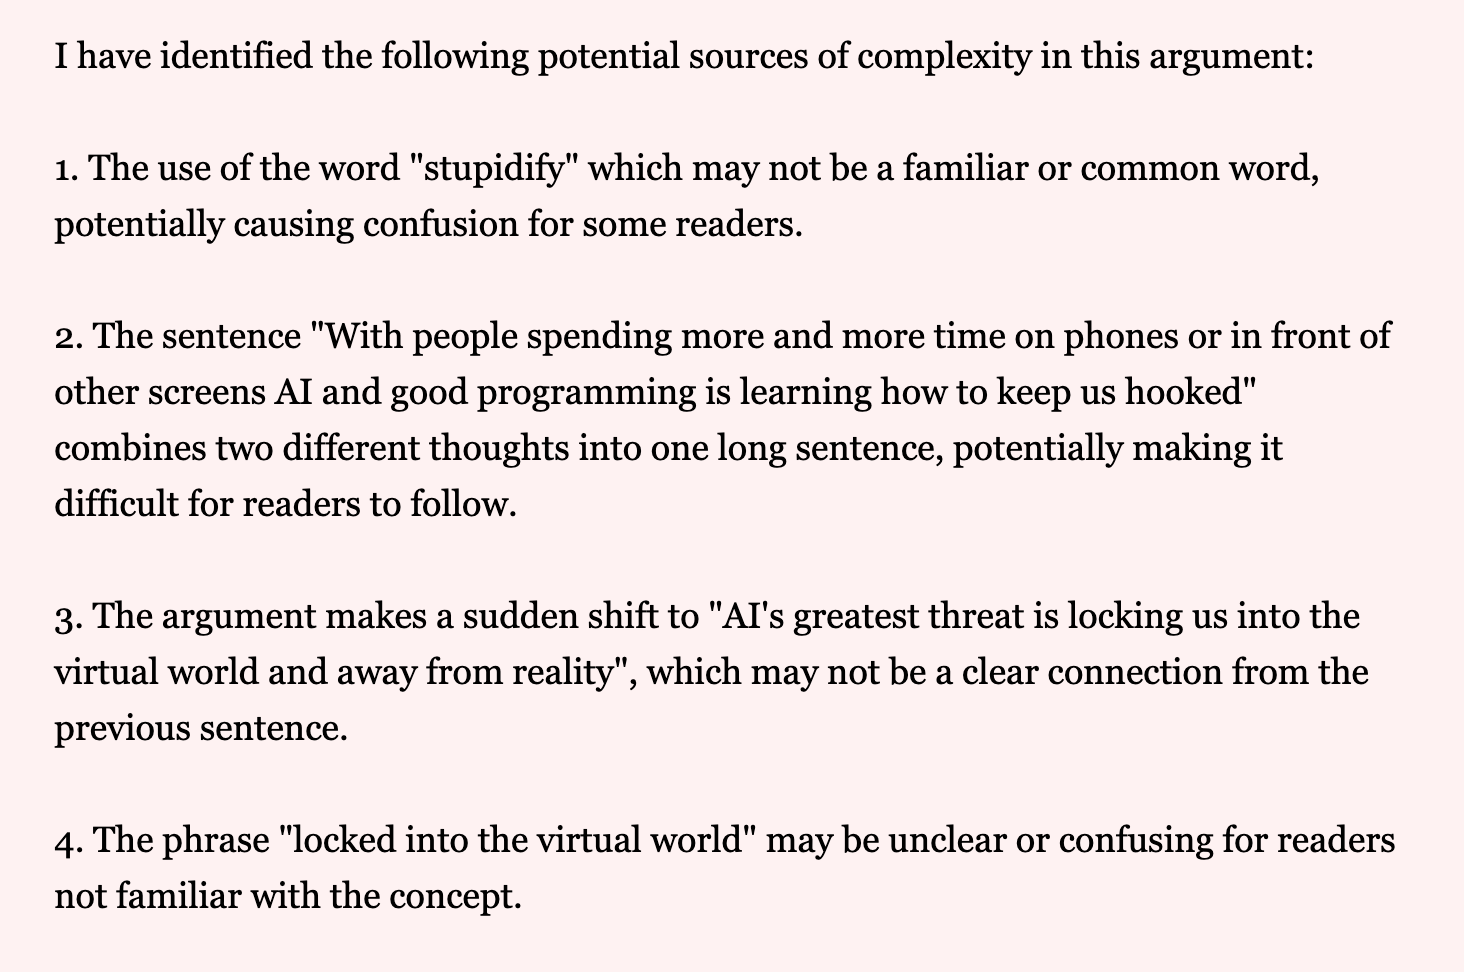 I have identified the following potential sources of complexity in this argument:
1. The use of the word "stupidify" which may not be a familiar or common word,
potentially causing confusion for some readers.
2. The sentence "With people spending more and more time on phones or in front of
other screens AI and good programming is learning how to keep us hooked"
combines two different thoughts into one long sentence, potentially making it
difficult for readers to follow.
3. The argument makes a sudden shift to "AI's greatest threat is locking us into the
virtual world and away from reality", which may not be a clear connection from the
previous sentence.
4. The phrase "locked into the virtual world" may be unclear or confusing for readers
not familiar with the concept.